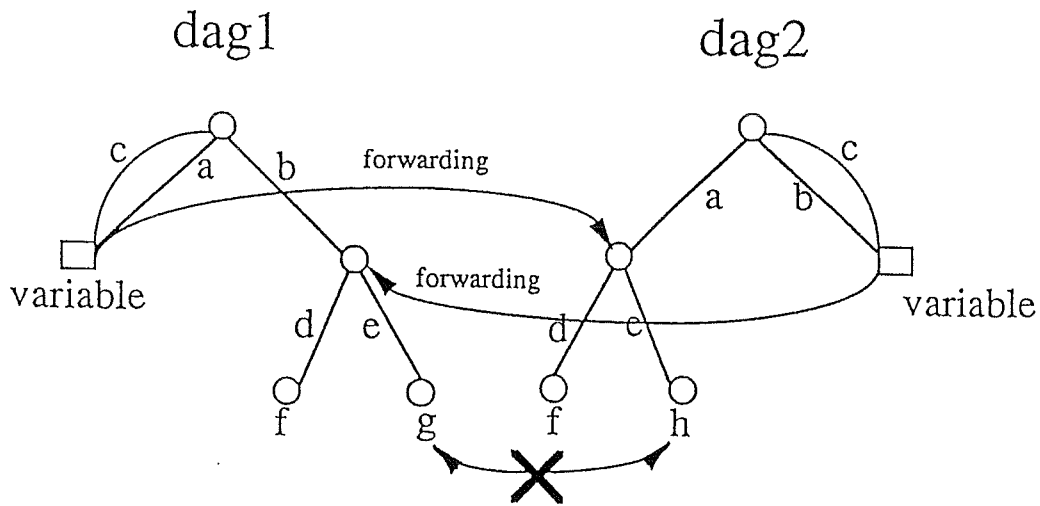 dag1
dag2
c
a
b
forwarding
a
b
c
variable
forwarding
variable
d
e
d
e
f
g
f
h